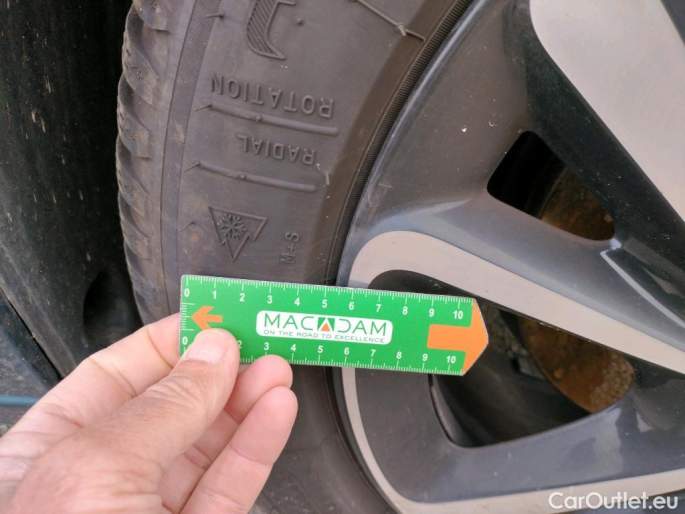 ROTATION
RADIAL
M+S
0 1 2 3 4 5 6 7 8 9 10
MACADAM
ON THE ROAD TO EXCELLENCE
0 2 3 4 5 6 7 8 9 10
CarOutlet.eu